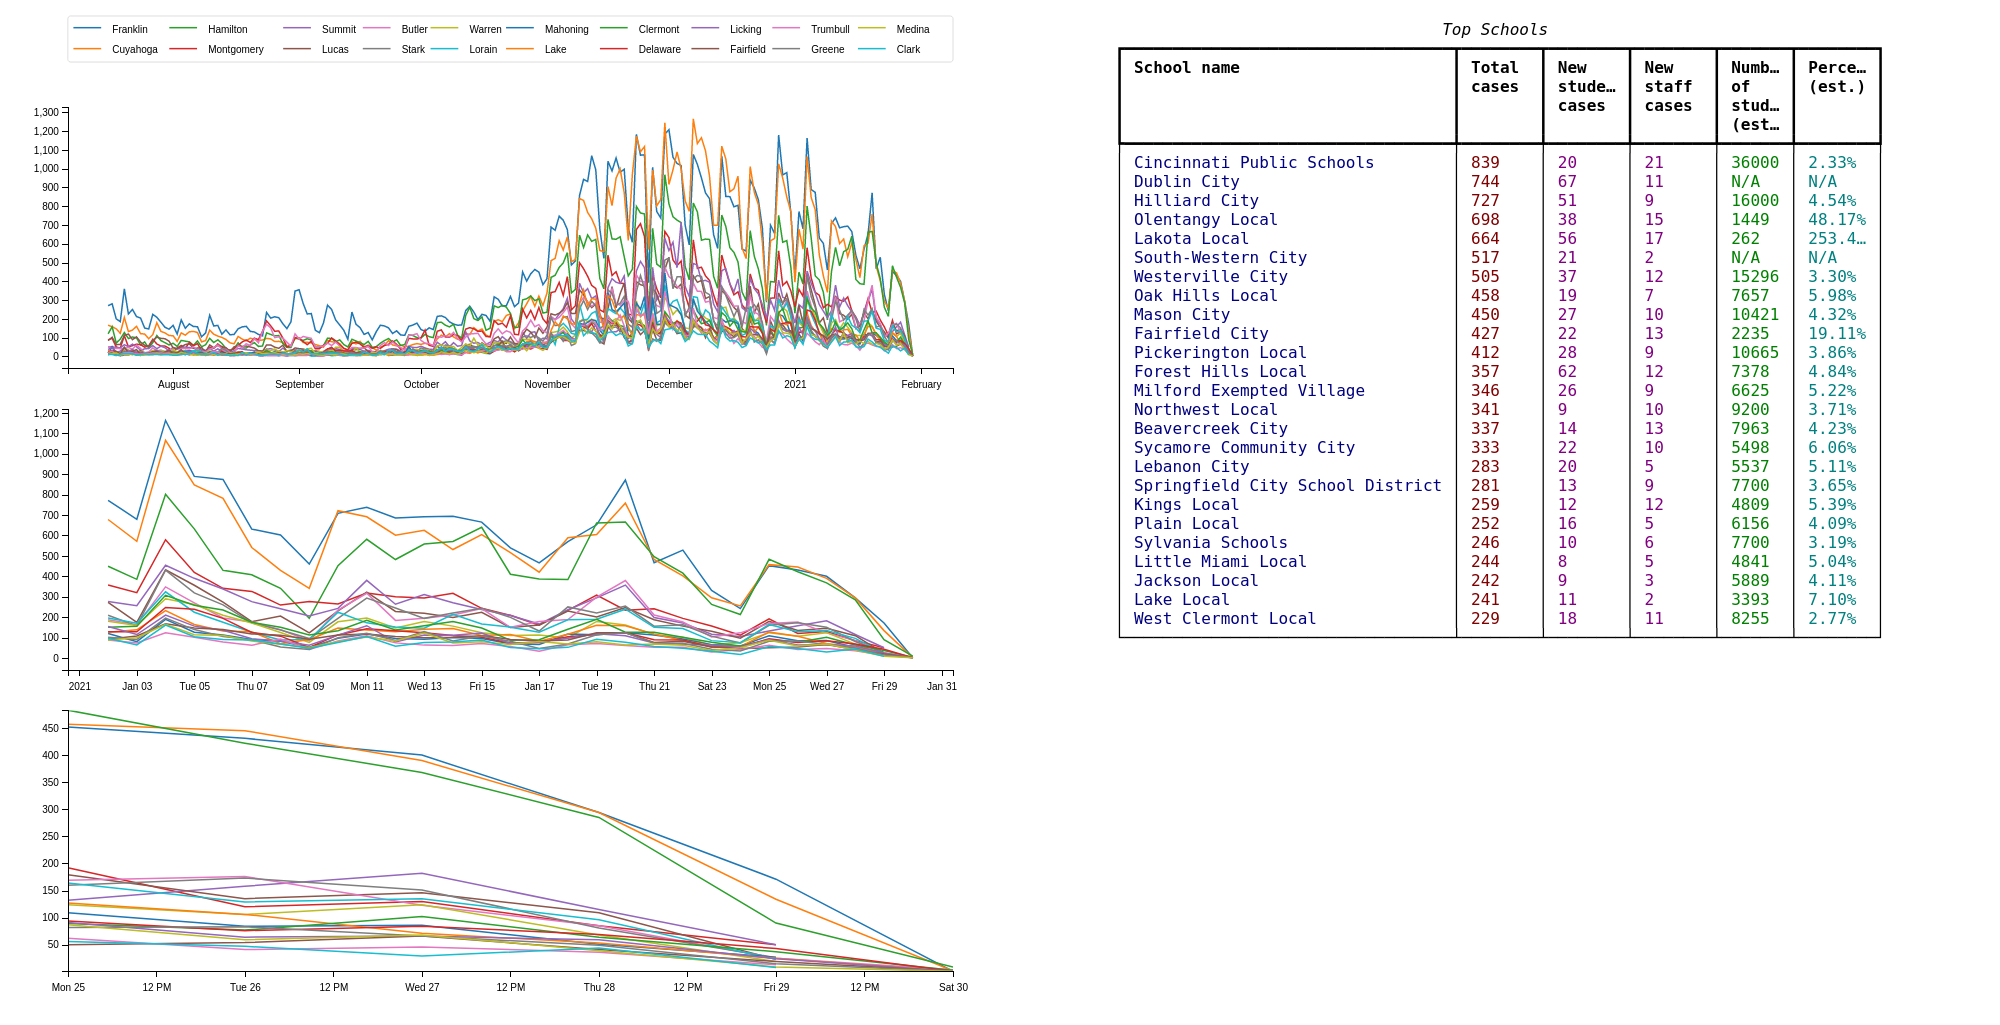 Franklin Hamilton Summit Butler Warren Mahoning Clermont Licking Trumbull Medina
Cuyahoga Montgomery Lucas Stark Lorain Lake Delaware Fairfield Greene Clark
1,300
1,200
1,100
1,000
900
800
700
600
500
400
300
200
100
0
August September October November December 2021 February
1,200
1,100
1,000
900
800
700
600
500
400
300
200
100
0
2021 Jan 03 Tue 05 Thu 07 Sat 09 Mon 11 Wed 13 Fri 15 Jan 17 Tue 19 Thu 21 Sat 23 Mon 25 Wed 27 Fri 29 Jan 31
450
400
350
300
250
200
150
100
50
Mon 25 12 PM Tue 26 12 PM Wed 27 12 PM Thu 28 12 PM Fri 29 12 PM Sat 30
Top Schools
School name Total New New Numb… Perce…
cases stude… staff of (est.)
cases cases stud…
(est…
Cincinnati Public Schools 839 20 21 36000 2.33%
Dublin City 744 67 11 N/A N/A
Hilliard City 727 51 9 16000 4.54%
Olentangy Local 698 38 15 1449 48.17%
Lakota Local 664 56 17 262 253.4…
South-Western City 517 21 2 N/A N/A
Westerville City 505 37 12 15296 3.30%
Oak Hills Local 458 19 7 7657 5.98%
Mason City 450 27 10 10421 4.32%
Fairfield City 427 22 13 2235 19.11%
Pickerington Local 412 28 9 10665 3.86%
Forest Hills Local 357 62 12 7378 4.84%
Milford Exempted Village 346 26 9 6625 5.22%
Northwest Local 341 9 10 9200 3.71%
Beavercreek City 337 14 13 7963 4.23%
Sycamore Community City 333 22 10 5498 6.06%
Lebanon City 283 20 5 5537 5.11%
Springfield City School District 281 13 9 7700 3.65%
Kings Local 259 12 12 4809 5.39%
Plain Local 252 16 5 6156 4.09%
Sylvania Schools 246 10 6 7700 3.19%
Little Miami Local 244 8 5 4841 5.04%
Jackson Local 242 9 3 5889 4.11%
Lake Local 241 11 2 3393 7.10%
West Clermont Local 229 18 11 8255 2.77%